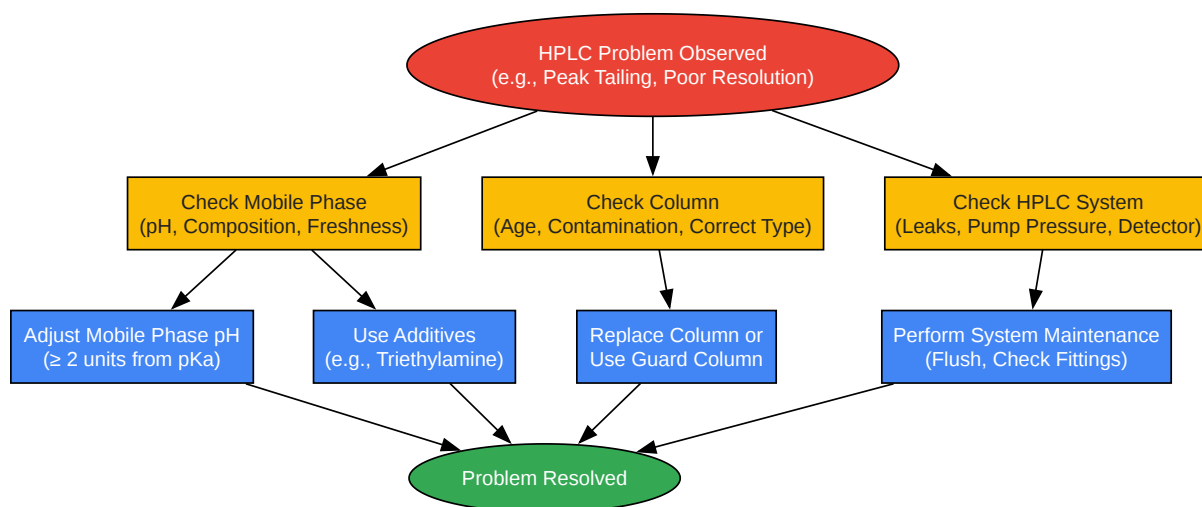 HPLC Problem Observed
(e.g., Peak Tailing, Poor Resolution)
Check Mobile Phase
(pH, Composition, Freshness)
Check Column
(Age, Contamination, Correct Type)
Check HPLC System
(Leaks, Pump Pressure, Detector)
Adjust Mobile Phase pH
(≥ 2 units from pKa)
Use Additives
(e.g., Triethylamine)
Replace Column or
Use Guard Column
Perform System Maintenance
(Flush, Check Fittings)
Problem Resolved